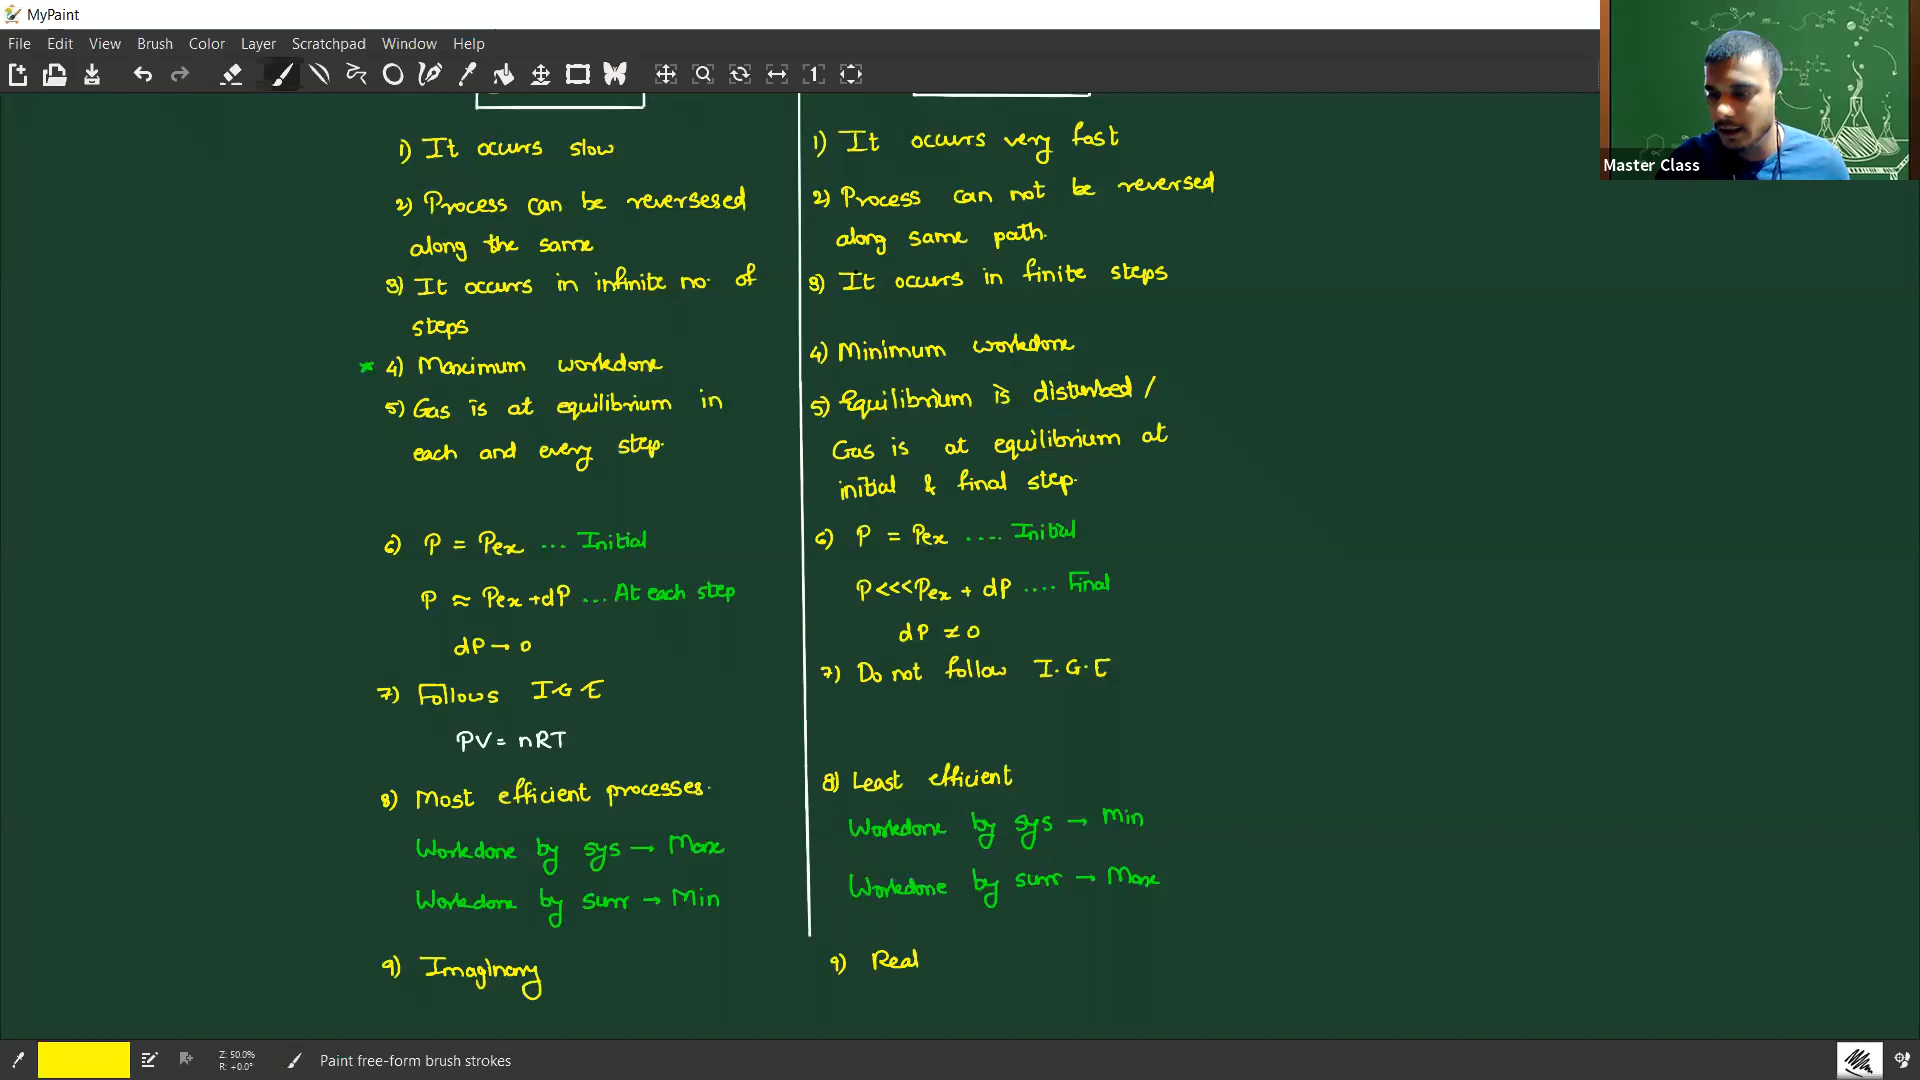 MyPaint
File Edit View Brush Color Layer Scratchpad Window Help
Master Class
1) It occurs slow
2) Process can be reversesed
along the same
3) It occurs in infinite no. of
steps
* 4) Maximum workdone
5) Gas is at equilibrium in
each and every step.
6) P = Pex ... Initial
P ≈ Pex + dP ... At each step
dP → 0
7) Follows I.G.E
PV = nRT
8) Most efficient processes.
Workdone by sys → Max
Workdone by surr → Min
9) Imaginary
1) It occurs very fast
2) Process can not be reversed
along same path.
3) It occurs in finite steps
4) Minimum workdone
5) Equilibrium is disturbed /
Gas is at equilibrium at
initial & final step.
6) P = Pex .... Initial
P <<< Pex + dP .... Final
dP ≠ 0
7) Do not follow I.G.E
8) Least efficient
Workdone by sys → Min
Workdone by surr → Max
9) Real
Z: 50.0%
R: +0.0°
Paint free-form brush strokes